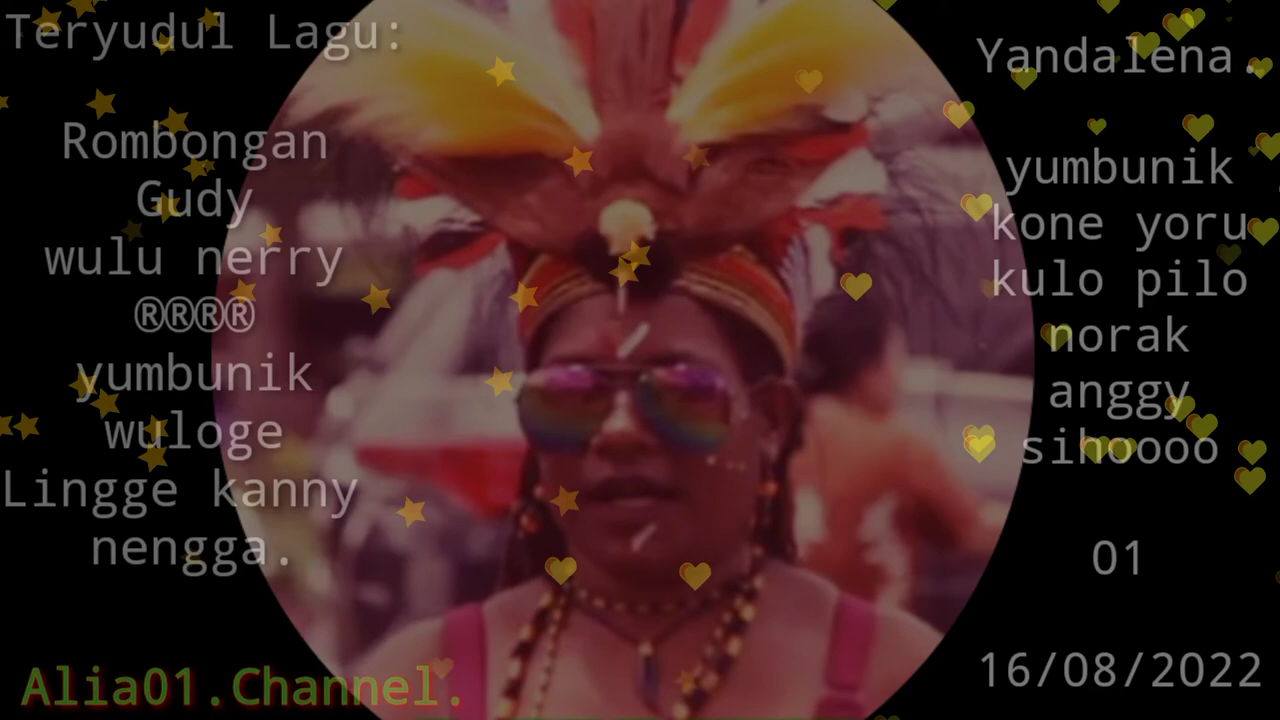 Teryudul Lagu:
Rombongan
Gudy
wulu nerry
®®®®
yumbunik
wuloge
Lingge kanny
nengga.
Alia01.Channel.
Yandalena.
yumbunik
kone yoru
kulo pilo
norak
anggy
sihoooo
01
16/08/2022